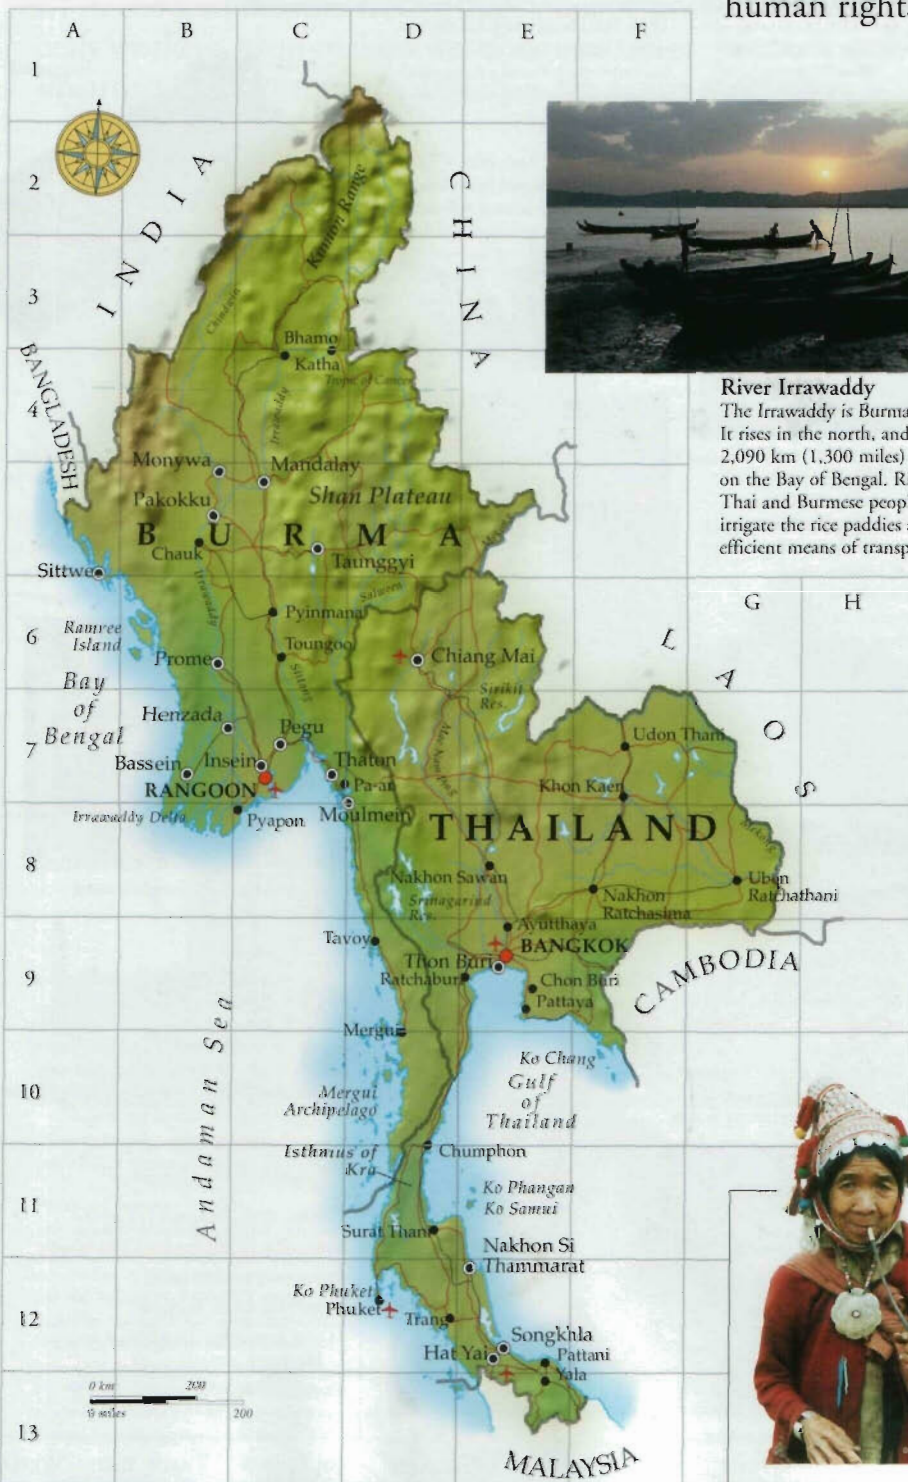 human right
A B C D E F
1
2
3
4
6
7
8
9
10
11
12
13
G H
INDIA
CHINA
BANGLADESH
LAOS
CAMBODIA
MALAYSIA
BURMA
THAILAND
Kumon Range
Chindwin
Bhamo
Katha
Tropic of Cancer
Irrawaddy
Monywa
Mandalay
Pakokku
Shan Plateau
Chauk
Taunggyi
Sittwe
Irrawaddy
Salween
Pyinmana
Ramree
Island
Toungoo
Prome
Sittang
Chiang Mai
Sirikit
Res.
Bay
of
Bengal
Henzada
Pegu
Udon Thani
Bassein
Insein
Thaton
RANGOON
Pa-an
Khon Kaen
Irrawaddy Delta
Pyapon
Moulmein
Mekong
Nakhon Sawan
Ubon
Ratchathani
Srinagarind
Res.
Nakhon
Ratchasima
Ayutthaya
Tavoy
BANGKOK
Thon Buri
Ratchaburi
Chon Buri
Pattaya
Mergui
Andaman Sea
Ko Chang
Gulf
of
Thailand
Mergui
Archipelago
Isthmus of
Kra
Chumphon
Ko Phangan
Ko Samui
Surat Thani
Nakhon Si
Thammarat
Ko Phuket
Phuket
Trang
Songkhla
Hat Yai
Pattani
Yala
0 km 200
0 miles 200
River Irrawaddy
The Irrawaddy is Burma
It rises in the north, and
2,090 km (1,300 miles)
on the Bay of Bengal. R
Thai and Burmese peop
irrigate the rice paddies
efficient means of transp